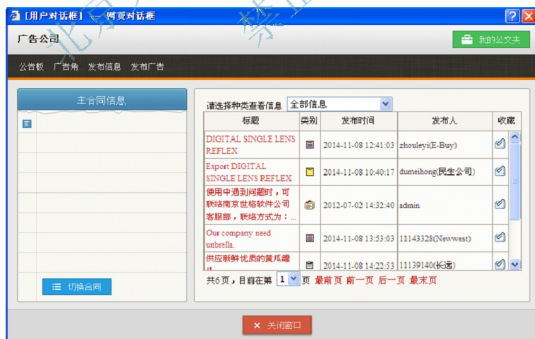 [用户对话框] -- 网页对话框
广告公司
我的公文夹
公告板 广告角 发布信息 发布广告
主合同信息
切换合同
请选择种类查看信息 全部信息
标题 类别 发布时间 发布人 收藏
DIGITAL SINGLE LENS
REFLEX
2014-11-08 12:41:03 zhouleyi(E-Buy)
Export DIGITAL
SINGLE LENS REFLEX
2014-11-08 10:40:17 dumeihong(民生公司)
使用中遇到问题时，可
联络南京世格软件公司
客服部，联络方式为：...
2012-07-02 14:32:40 admin
Our company need
umbrella.
2014-11-08 13:53:03 11143328(Newwest)
供应新鲜优质的黄瓜罐
2014-11-08 14:22:53 11139140(长远)
共6页，目前在第 1 页 最前页 前一页 后一页 最末页
× 关闭窗口